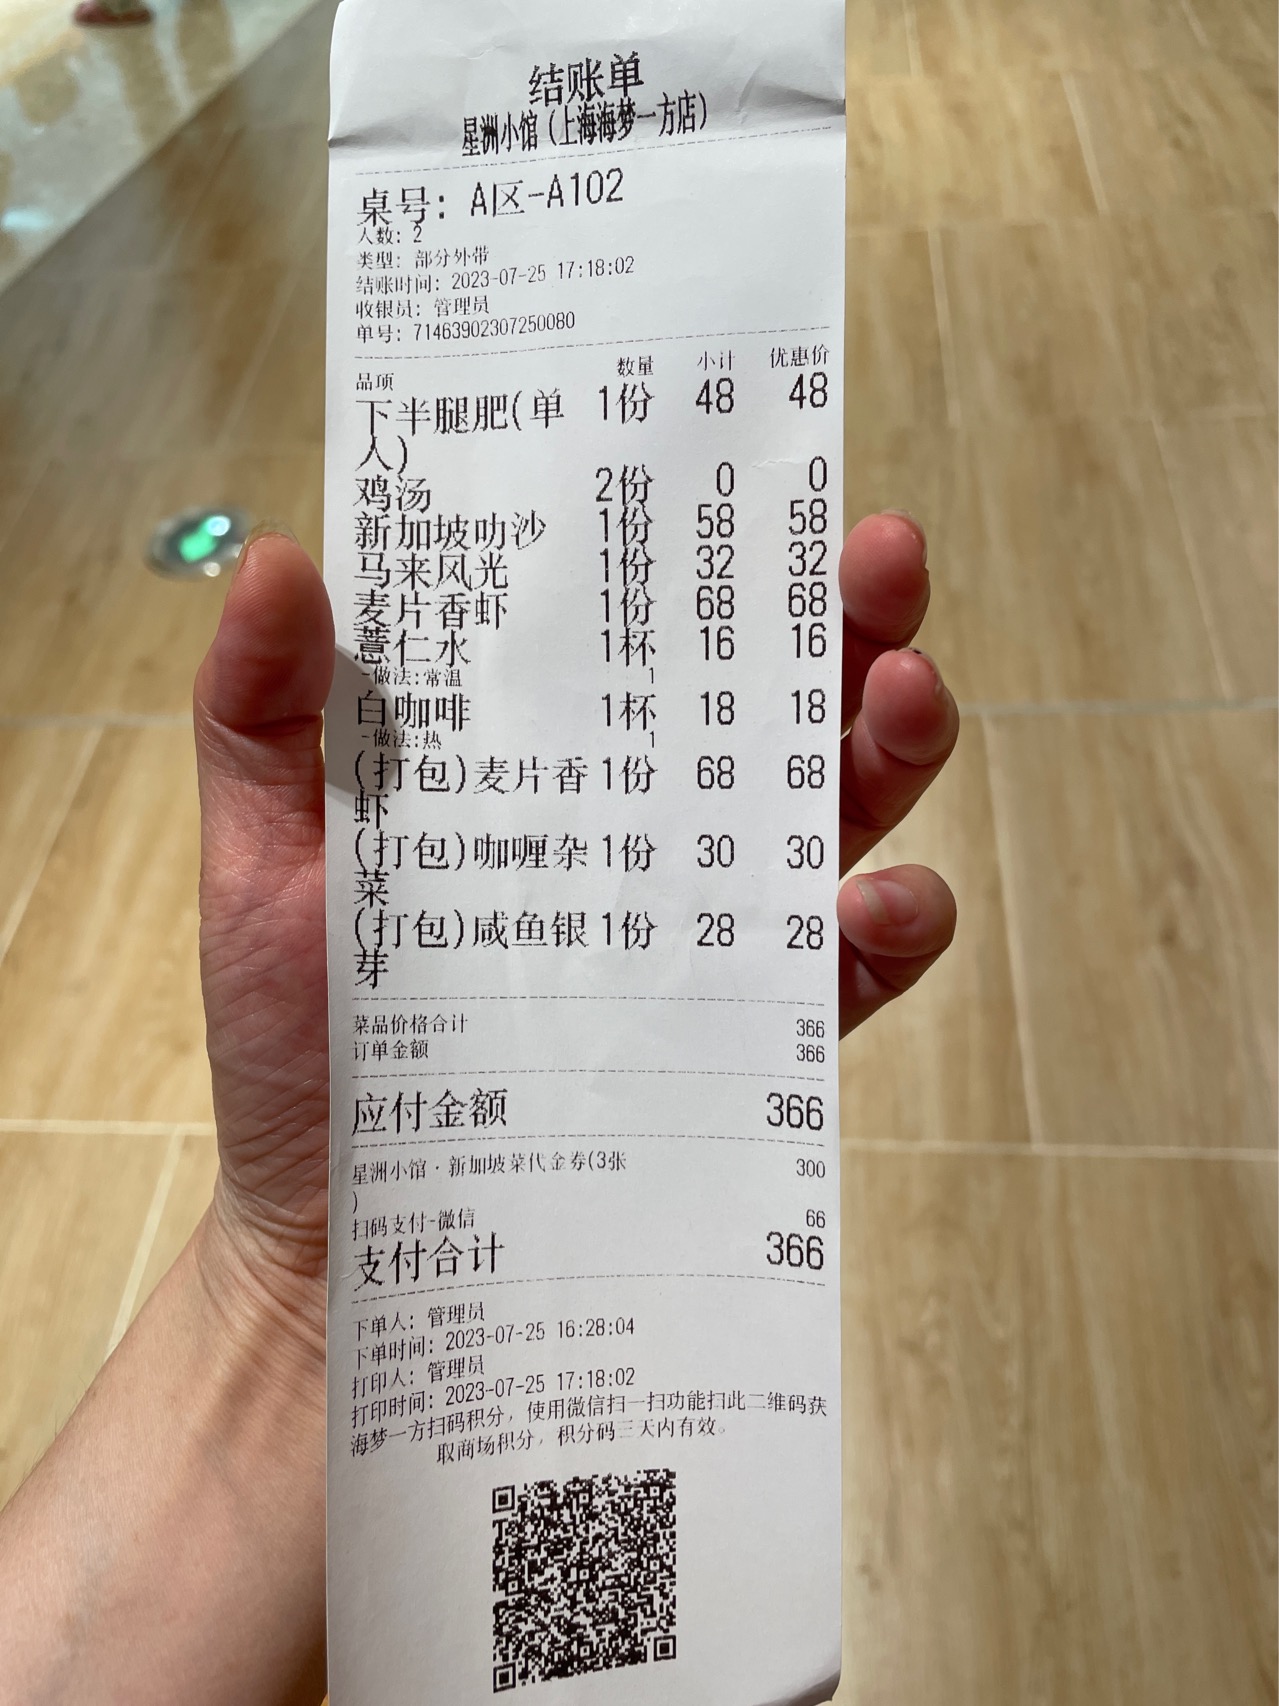 结账单
星洲小馆（上海海梦一方店）
桌号：A区-A102
人数：2
类型：部分外带
结账时间：2023-07-25 17:18:02
收银员：管理员
单号：71463902307250080
品项 数量 小计 优惠价
下半腿肥(单 1份 48 48
人)
鸡汤 2份 0 0
新加坡叻沙 1份 58 58
马来风光 1份 32 32
麦片香虾 1份 68 68
薏仁水 1杯 16 16
-做法:常温 1
白咖啡 1杯 18 18
-做法:热 1
(打包)麦片香 1份 68 68
虾
(打包)咖喱杂 1份 30 30
菜
(打包)咸鱼银 1份 28 28
芽
菜品价格合计 366
订单金额 366
应付金额 366
星洲小馆·新加坡菜代金券(3张 300
)
扫码支付-微信 66
支付合计 366
下单人：管理员
下单时间：2023-07-25 16:28:04
打印人：管理员
打印时间：2023-07-25 17:18:02
海梦一方扫码积分，使用微信扫一扫功能扫此二维码获
取商场积分，积分码三天内有效。